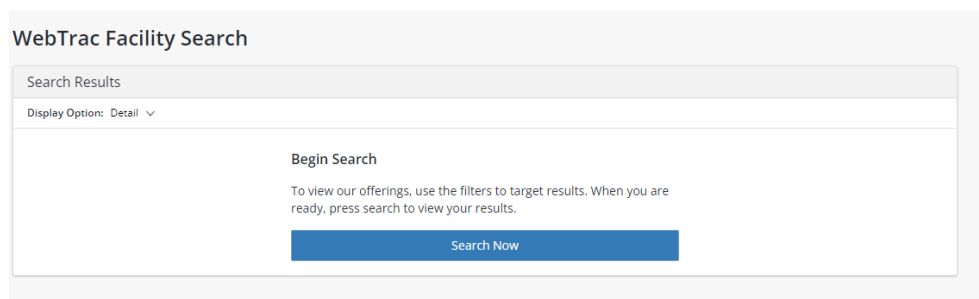 WebTrac Facility Search
Search Results
Display Option: Detail
Begin Search
To view our offerings, use the filters to target results. When you are
ready, press search to view your results.
Search Now